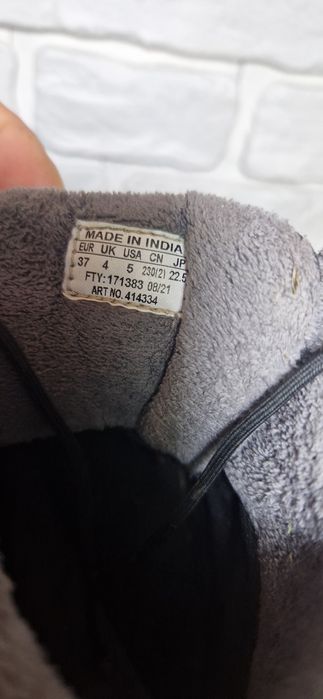 MADE IN INDIA
EUR UK USA CN JP
37 4 5 230(2) 22.5
FTY: 171383 08/21
ART NO. 414334